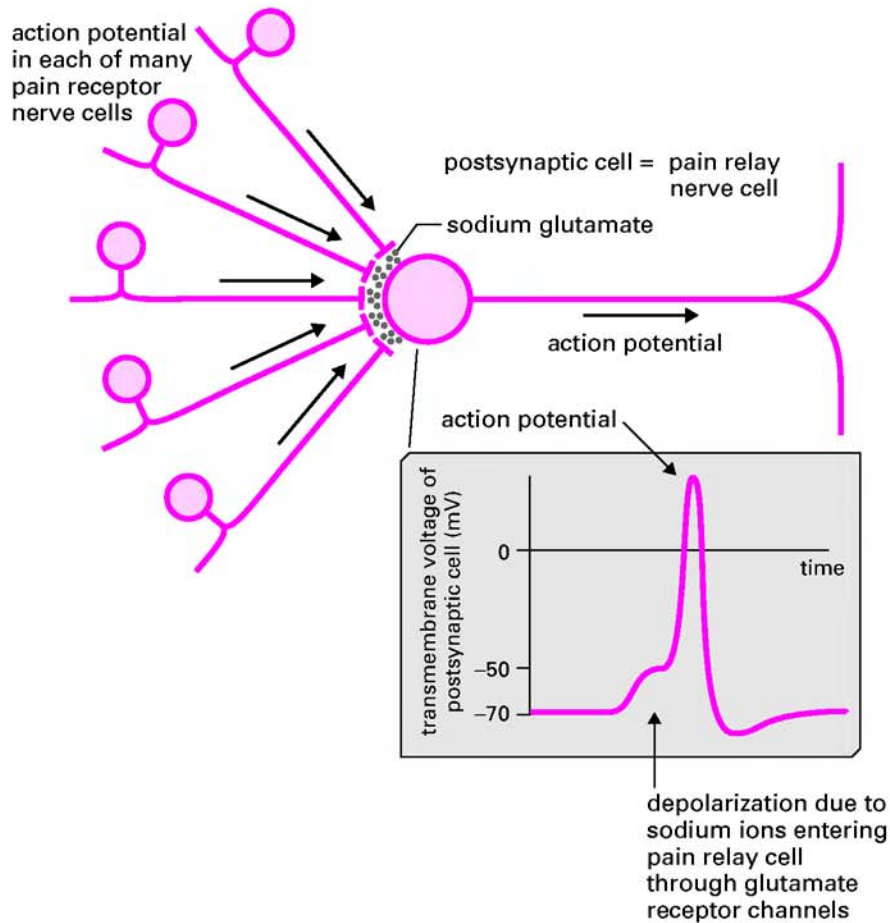 action potential
in each of many
pain receptor
nerve cells
postsynaptic cell = pain relay
nerve cell
sodium glutamate
action potential
action potential
transmembrane voltage of
postsynaptic cell (mV)
0
time
−50
−70
depolarization due to
sodium ions entering
pain relay cell
through glutamate
receptor channels